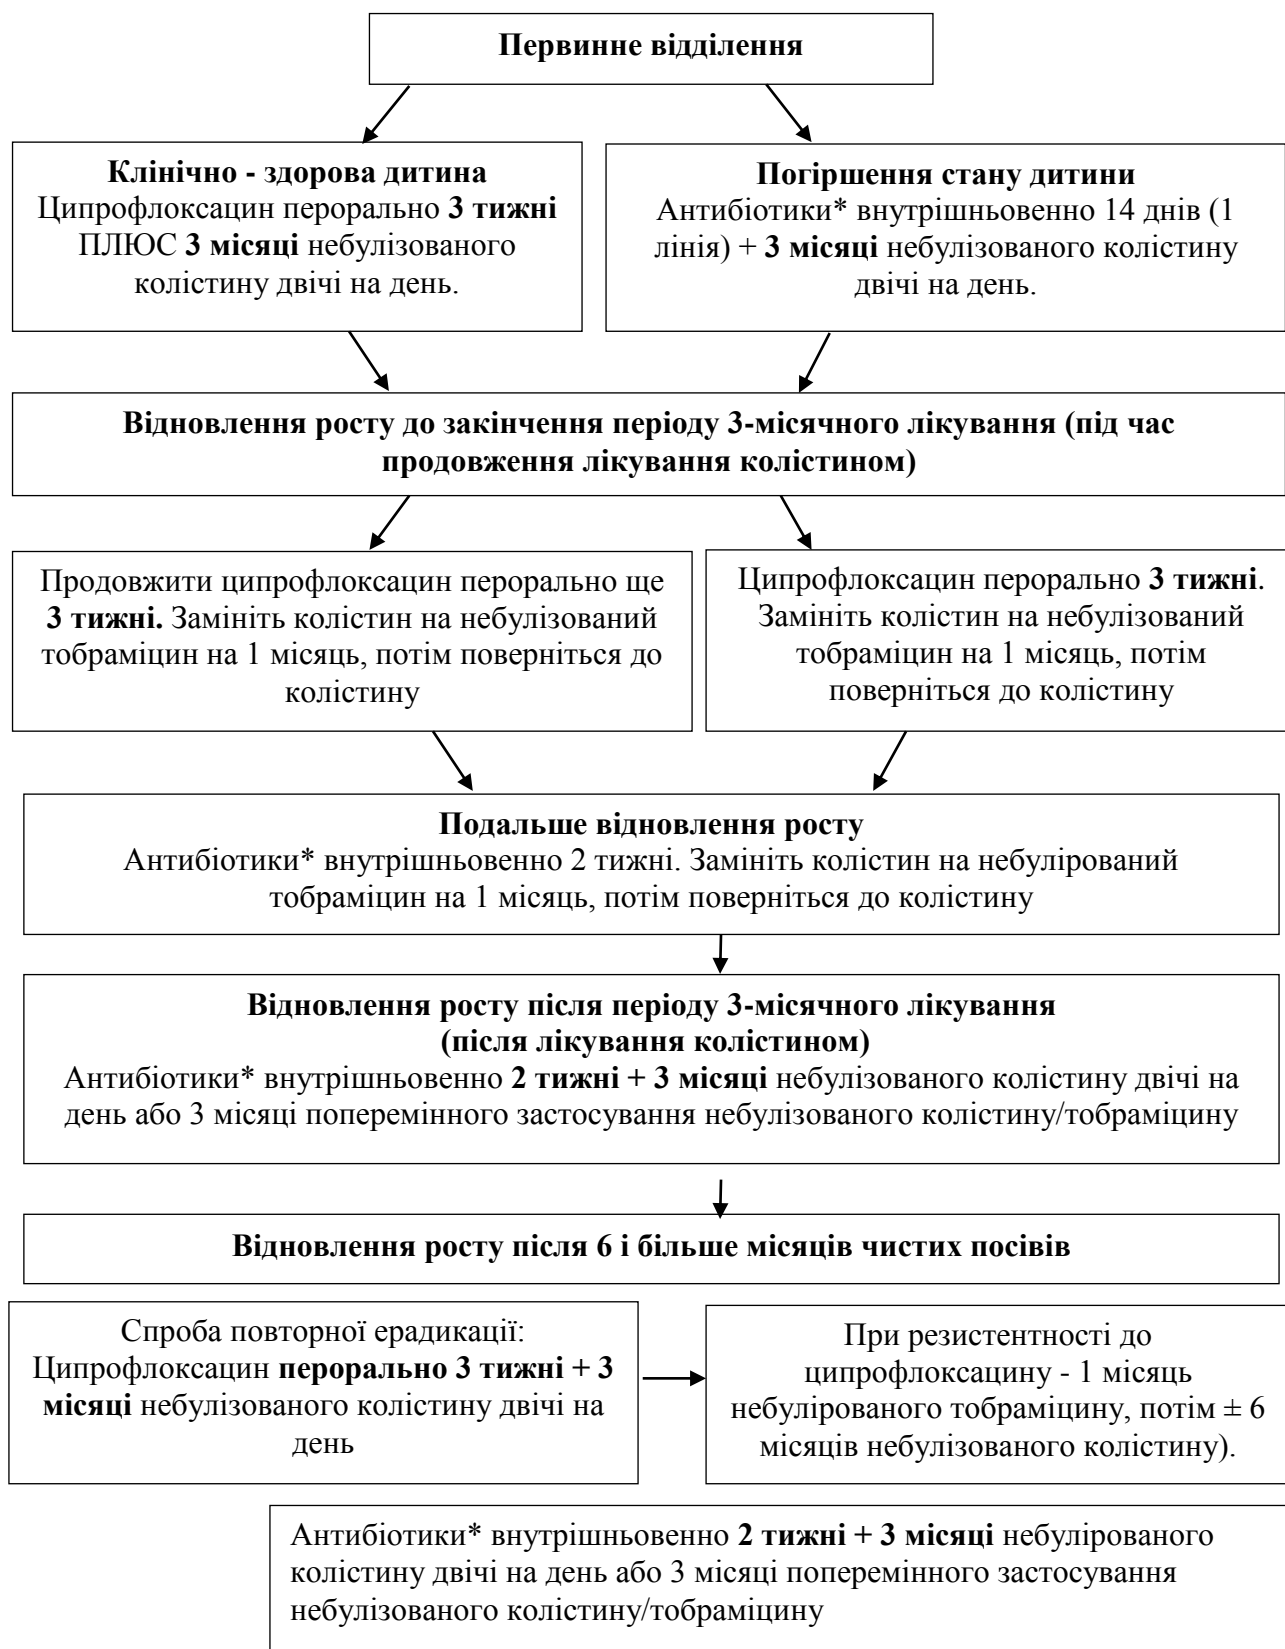 Первинне відділення
Клінічно - здорова дитина
Ципрофлоксацин перорально 3 тижні
ПЛЮС 3 місяці небулізованого
колістину двічі на день.
Погіршення стану дитини
Антибіотики* внутрішньовенно 14 днів (1
лінія) + 3 місяці небулізованого колістину
двічі на день.
Відновлення росту до закінчення періоду 3-місячного лікування (під час
продовження лікування колістином)
Продовжити ципрофлоксацин перорально ще
3 тижні. Замініть колістин на небулізований
тобраміцин на 1 місяць, потім поверніться до
колістину
Ципрофлоксацин перорально 3 тижні.
Замініть колістин на небулізований
тобраміцин на 1 місяць, потім
поверніться до колістину
Подальше відновлення росту
Антибіотики* внутрішньовенно 2 тижні. Замініть колістин на небулірований
тобраміцин на 1 місяць, потім поверніться до колістину
Відновлення росту після періоду 3-місячного лікування
(після лікування колістином)
Антибіотики* внутрішньовенно 2 тижні + 3 місяці небулізованого колістину двічі на
день або 3 місяці поперемінного застосування небулізованого колістину/тобраміцину
Відновлення росту після 6 і більше місяців чистих посівів
Спроба повторної ерадикації:
Ципрофлоксацин перорально 3 тижні + 3
місяці небулізованого колістину двічі на
день
При резистентності до
ципрофлоксацину - 1 місяць
небулірованого тобраміцину, потім ± 6
місяців небулізованого колістину).
Антибіотики* внутрішньовенно 2 тижні + 3 місяці небулірованого
колістину двічі на день або 3 місяці поперемінного застосування
небулізованого колістину/тобраміцину